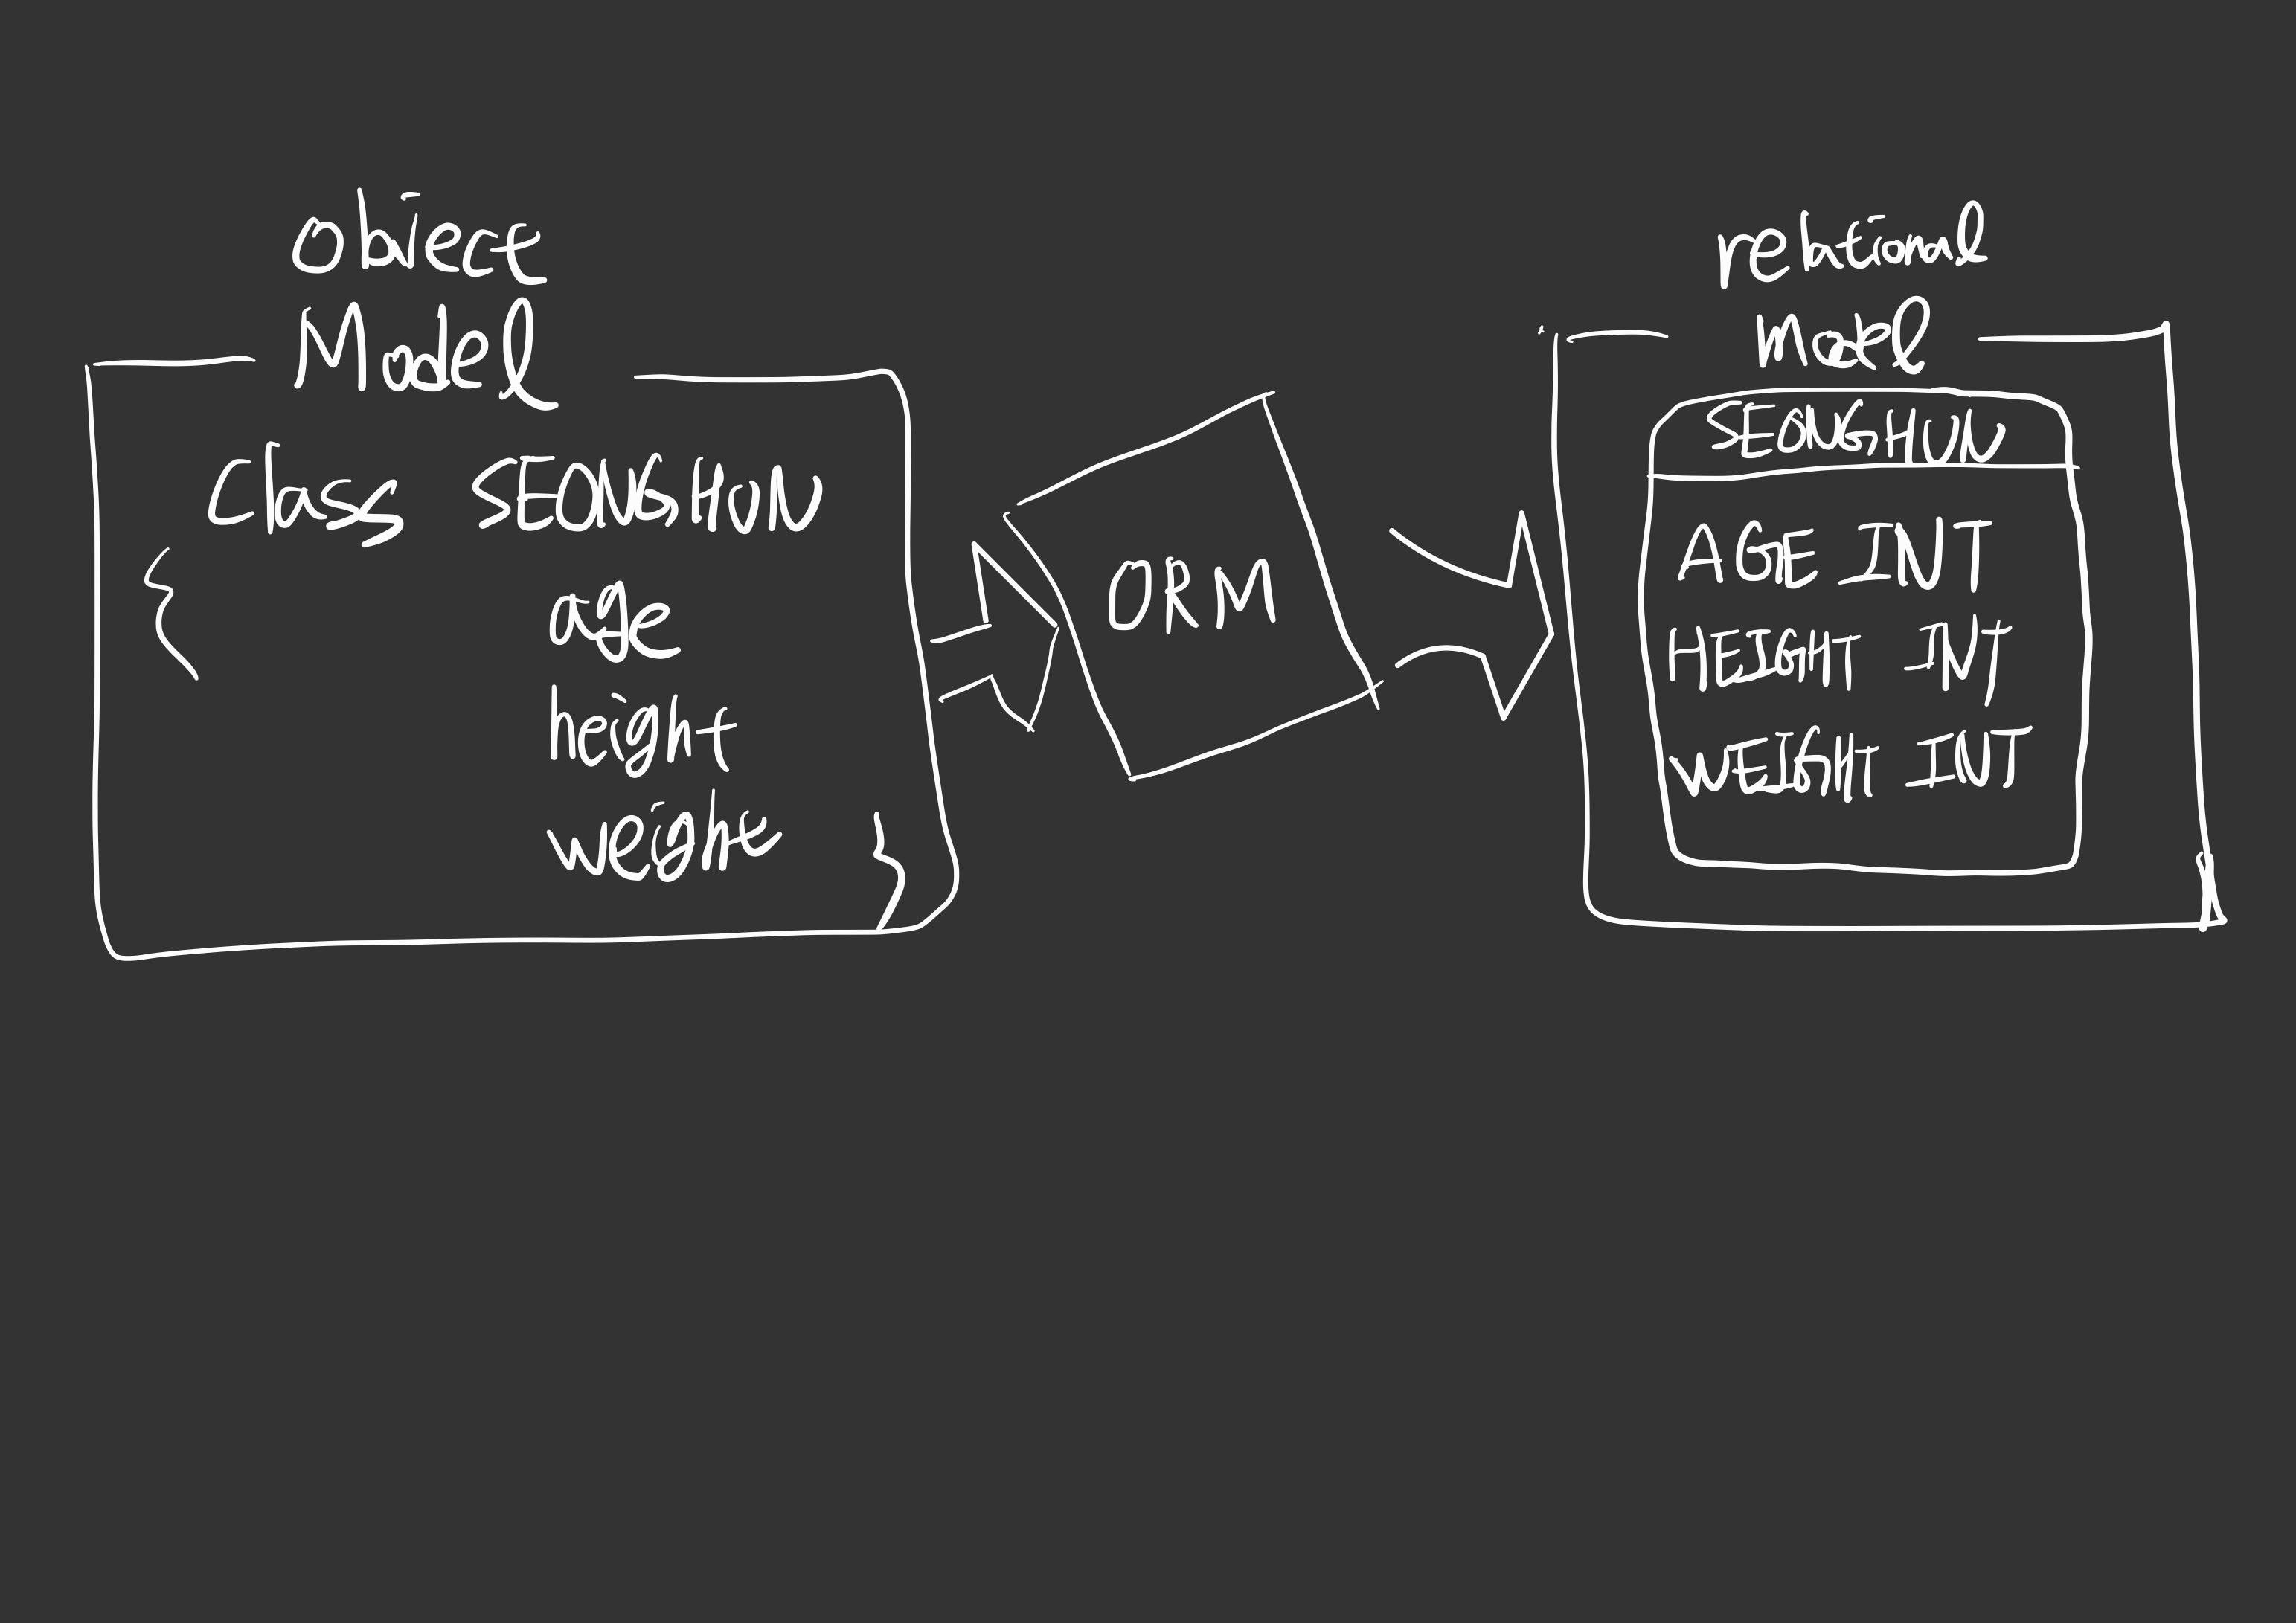 object
Model
Class SEONGHUN
age
height
weight
ORM
relational
model
SEONGHUN
AGE INT
HEIGHT INT
WEIGHT INT